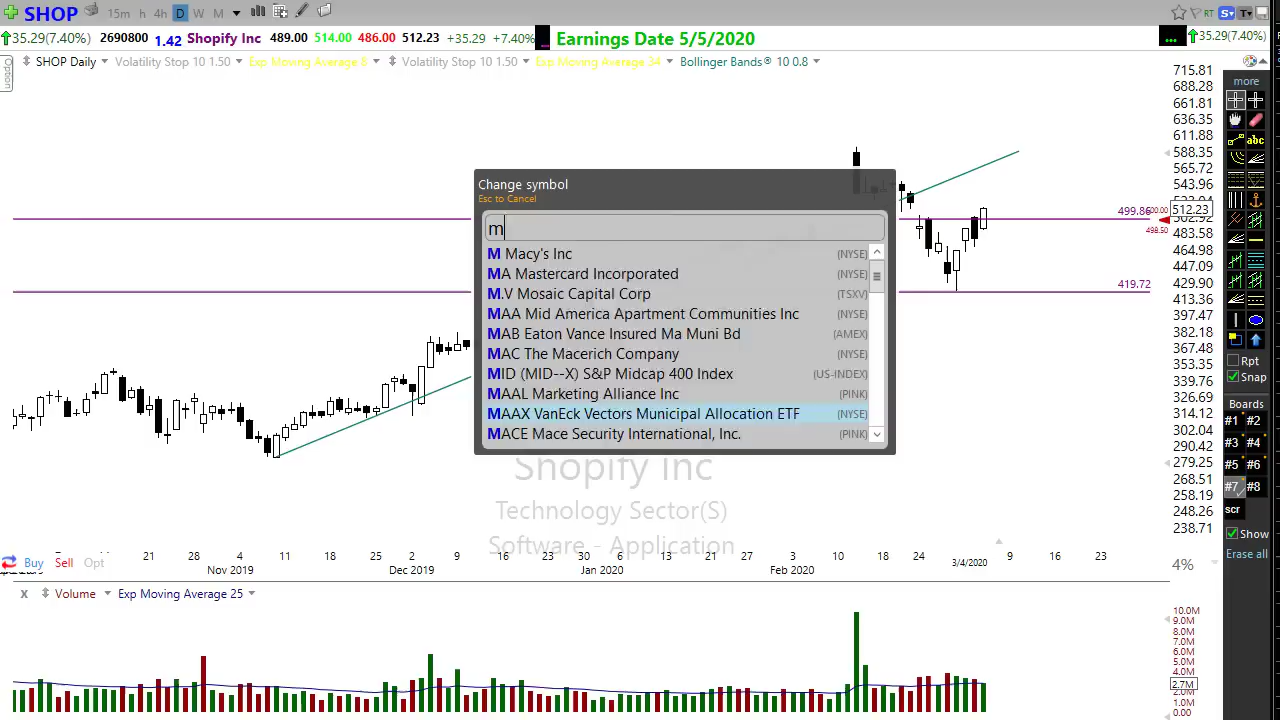 SHOP 15m h 4h D W M RT S T
35.29(7.40%) 2690800 1.42 Shopify Inc 489.00 514.00 486.00 512.23 +35.29 +7.40% Earnings Date 5/5/2020 ... 35.29(7.40%)
Option
SHOP Daily Volatility Stop 10 1.50 Exp Moving Average 8 Volatility Stop 10 1.50 Exp Moving Average 34 Bollinger Bands® 10 0.8
715.81
688.28
661.81
636.35
611.88
588.35
565.72
543.96
499.86
512.23
498.50
483.58
464.98
447.09
429.90
419.72
413.36
397.47
382.18
367.48
353.35
339.76
326.69
314.12
302.04
290.42
279.25
268.51
258.19
248.26
238.71
more
abc
Rpt
Snap
Boards
#1 #2
#3 #4
#5 #6
#7 #8
scr
Show
Erase all
Change symbol
Esc to Cancel
m
M Macy's Inc (NYSE)
MA Mastercard Incorporated (NYSE)
M.V Mosaic Capital Corp (TSXV)
MAA Mid America Apartment Communities Inc (NYSE)
MAB Eaton Vance Insured Ma Muni Bd (AMEX)
MAC The Macerich Company (NYSE)
MID (MID--X) S&P Midcap 400 Index (US-INDEX)
MAAL Marketing Alliance Inc (PINK)
MAAX VanEck Vectors Municipal Allocation ETF (NYSE)
MACE Mace Security International, Inc. (PINK)
Shopify Inc
Technology Sector(S)
Software - Application
21 28 4 11 18 25 2 9 16 23 30 6 13 21 27 3 10 18 24 9 16 23
Nov 2019 Dec 2019 Jan 2020 Feb 2020 3/4/2020
Buy Sell Opt
4%
x Volume Exp Moving Average 25
10.0M
9.0M
8.0M
7.0M
6.0M
5.0M
4.0M
2.7M
2.0M
1.0M
0.00